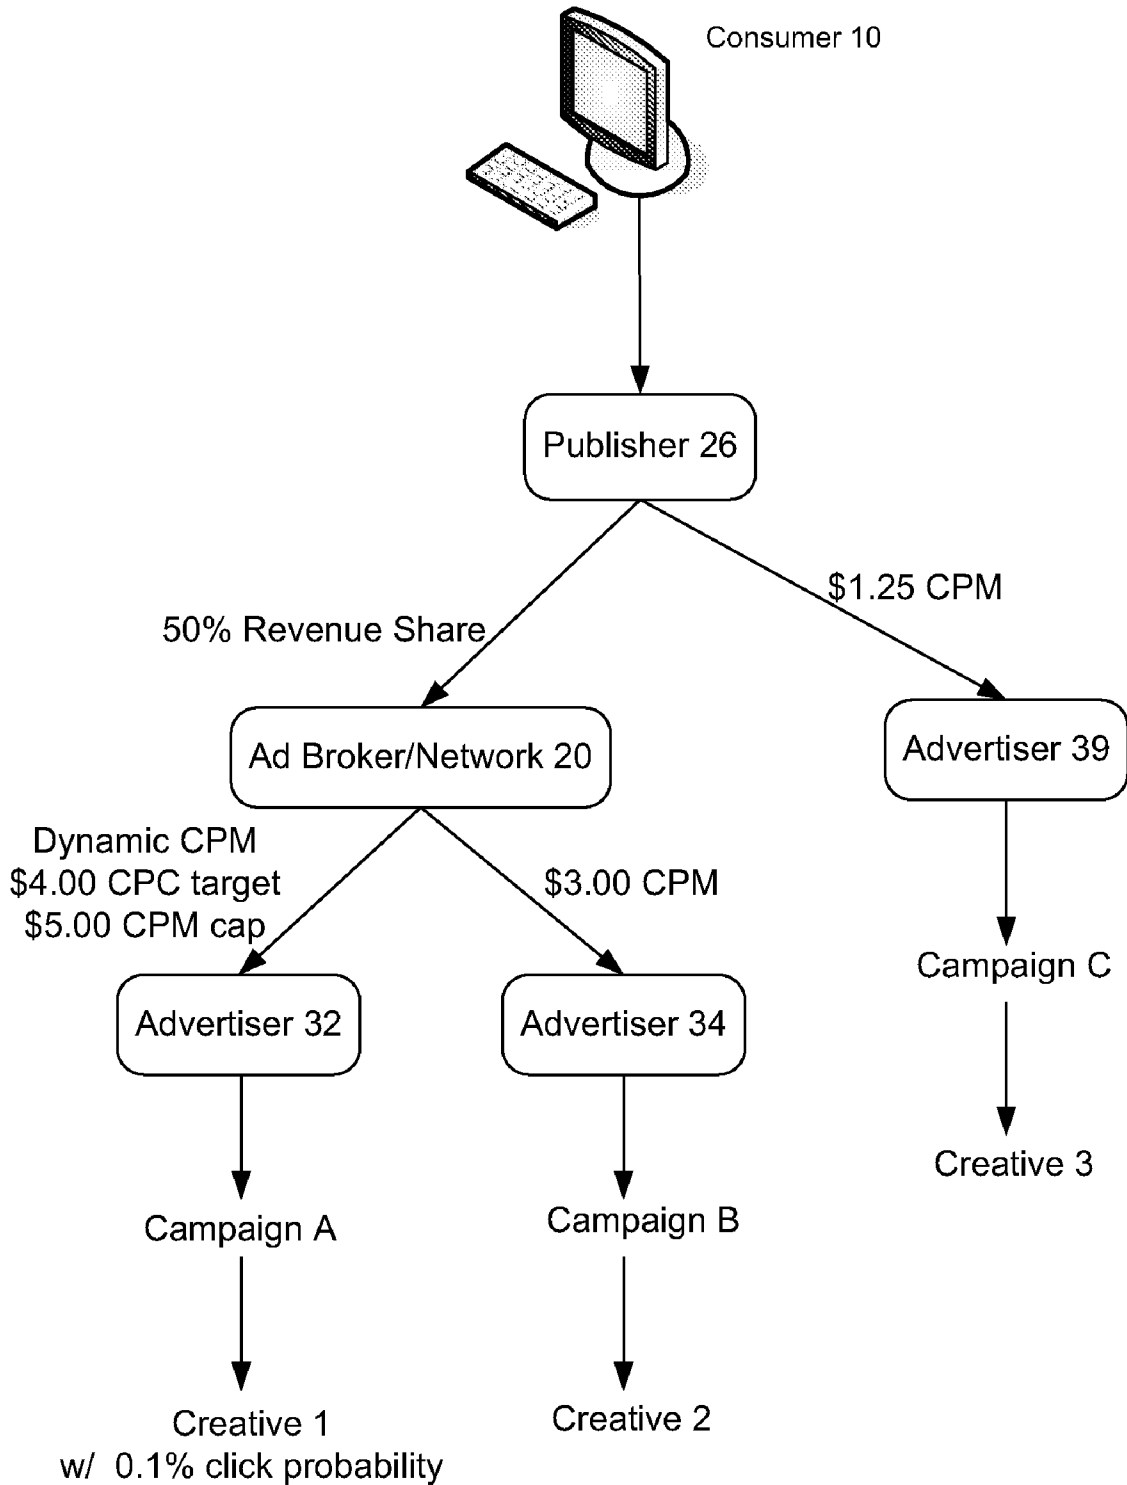 Consumer 10
Publisher 26
$1.25 CPM
50% Revenue Share
Ad Broker/Network 20
Advertiser 39
Dynamic CPM
$4.00 CPC target
$5.00 CPM cap
$3.00 CPM
Campaign C
Advertiser 32
Advertiser 34
Creative 3
Campaign A
Campaign B
Creative 1
w/ 0.1% click probability
Creative 2